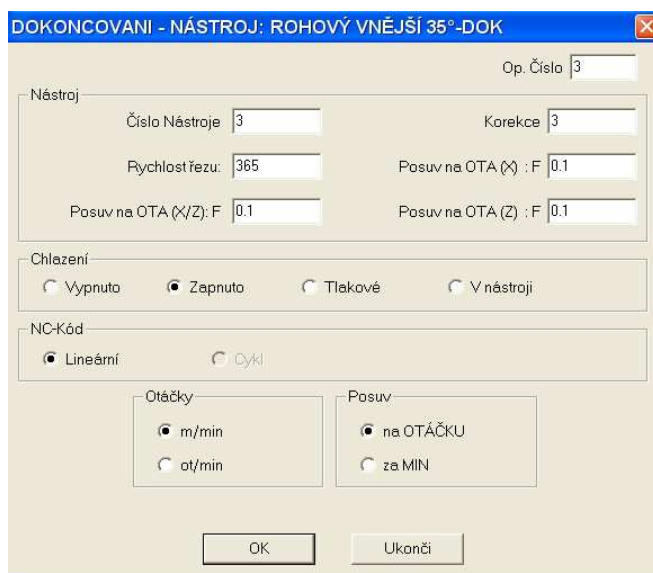 DOKONCOVANI - NÁSTROJ: ROHOVÝ VNĚJŠÍ 35°-DOK
Op. Číslo 3
Nástroj
Číslo Nástroje 3 Korekce 3
Rychlost řezu: 365 Posuv na OTA (X) : F 0.1
Posuv na OTA (X/Z): F 0.1 Posuv na OTA (Z) : F 0.1
Chlazení
Vypnuto Zapnuto Tlakové V nástroji
NC-Kód
Lineární Cykl
Otáčky Posuv
m/min na OTÁČKU
ot/min za MIN
OK Ukonči